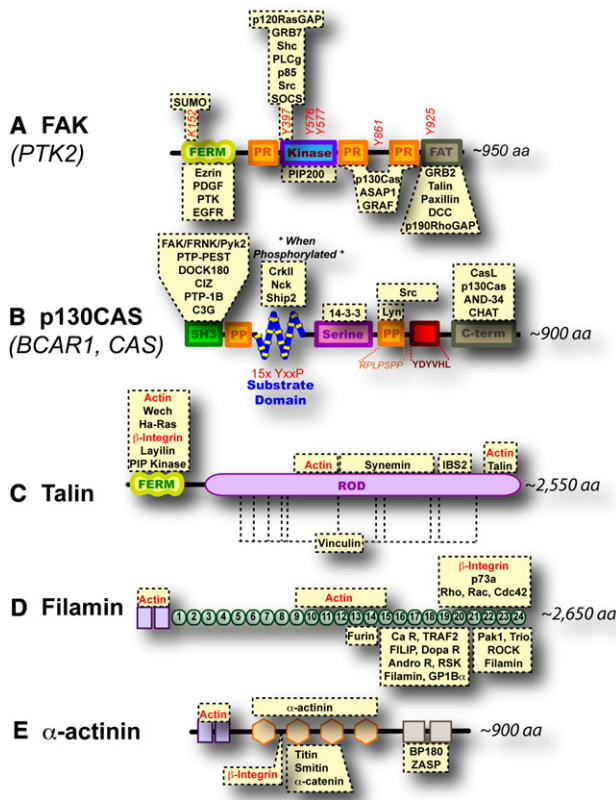 p120RasGAP
GRB7
Shc
PLCg
p85
Src
SOCS
SUMO
K152
Y397
Y576
Y577
Y861
Y925
A FAK
(PTK2)
FERM
PR
Kinase
PR
PR
FAT
~950 aa
Ezrin
PDGF
PTK
EGFR
PIP200
p130Cas
ASAP1
GRAF
GRB2
Talin
Paxillin
DCC
p190RhoGAP
FAK/FRNK/Pyk2
PTP-PEST
DOCK180
CIZ
PTP-1B
C3G
* When
Phosphorylated *
CrkII
Nck
Ship2
14-3-3
Src
Lyn
CasL
p130Cas
AND-34
CHAT
B p130CAS
(BCAR1, CAS)
SH3
PP
Serine
PP
C-term
~900 aa
15x YxxP
Substrate
Domain
RPLPSPP
YDYVHL
Actin
Wech
Ha-Ras
β-Integrin
Layilin
PIP Kinase
Actin
Synemin
IBS2
Actin
Talin
C Talin
FERM
ROD
~2,550 aa
Vinculin
β-Integrin
p73a
Rho, Rac, Cdc42
Actin
Actin
D Filamin
1 2 3 4 5 6 7 8 9 10 11 12 13 14 15 16 17 18 19 20 21 22 23 24
~2,650 aa
Furin
Ca R, TRAF2
FILIP, Dopa R
Andro R, RSK
Filamin, GP1Bα
Pak1, Trio,
ROCK
Filamin
α-actinin
Actin
E α-actinin
~900 aa
β-Integrin
Titin
Smitin
α-catenin
BP180
ZASP